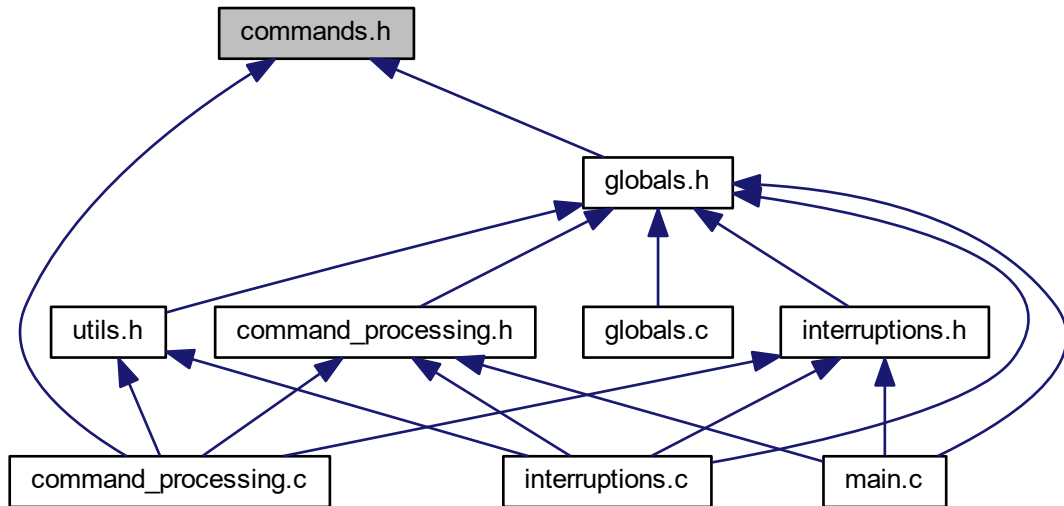 commands.h
globals.h
utils.h
command_processing.h
globals.c
interruptions.h
command_processing.c
interruptions.c
main.c